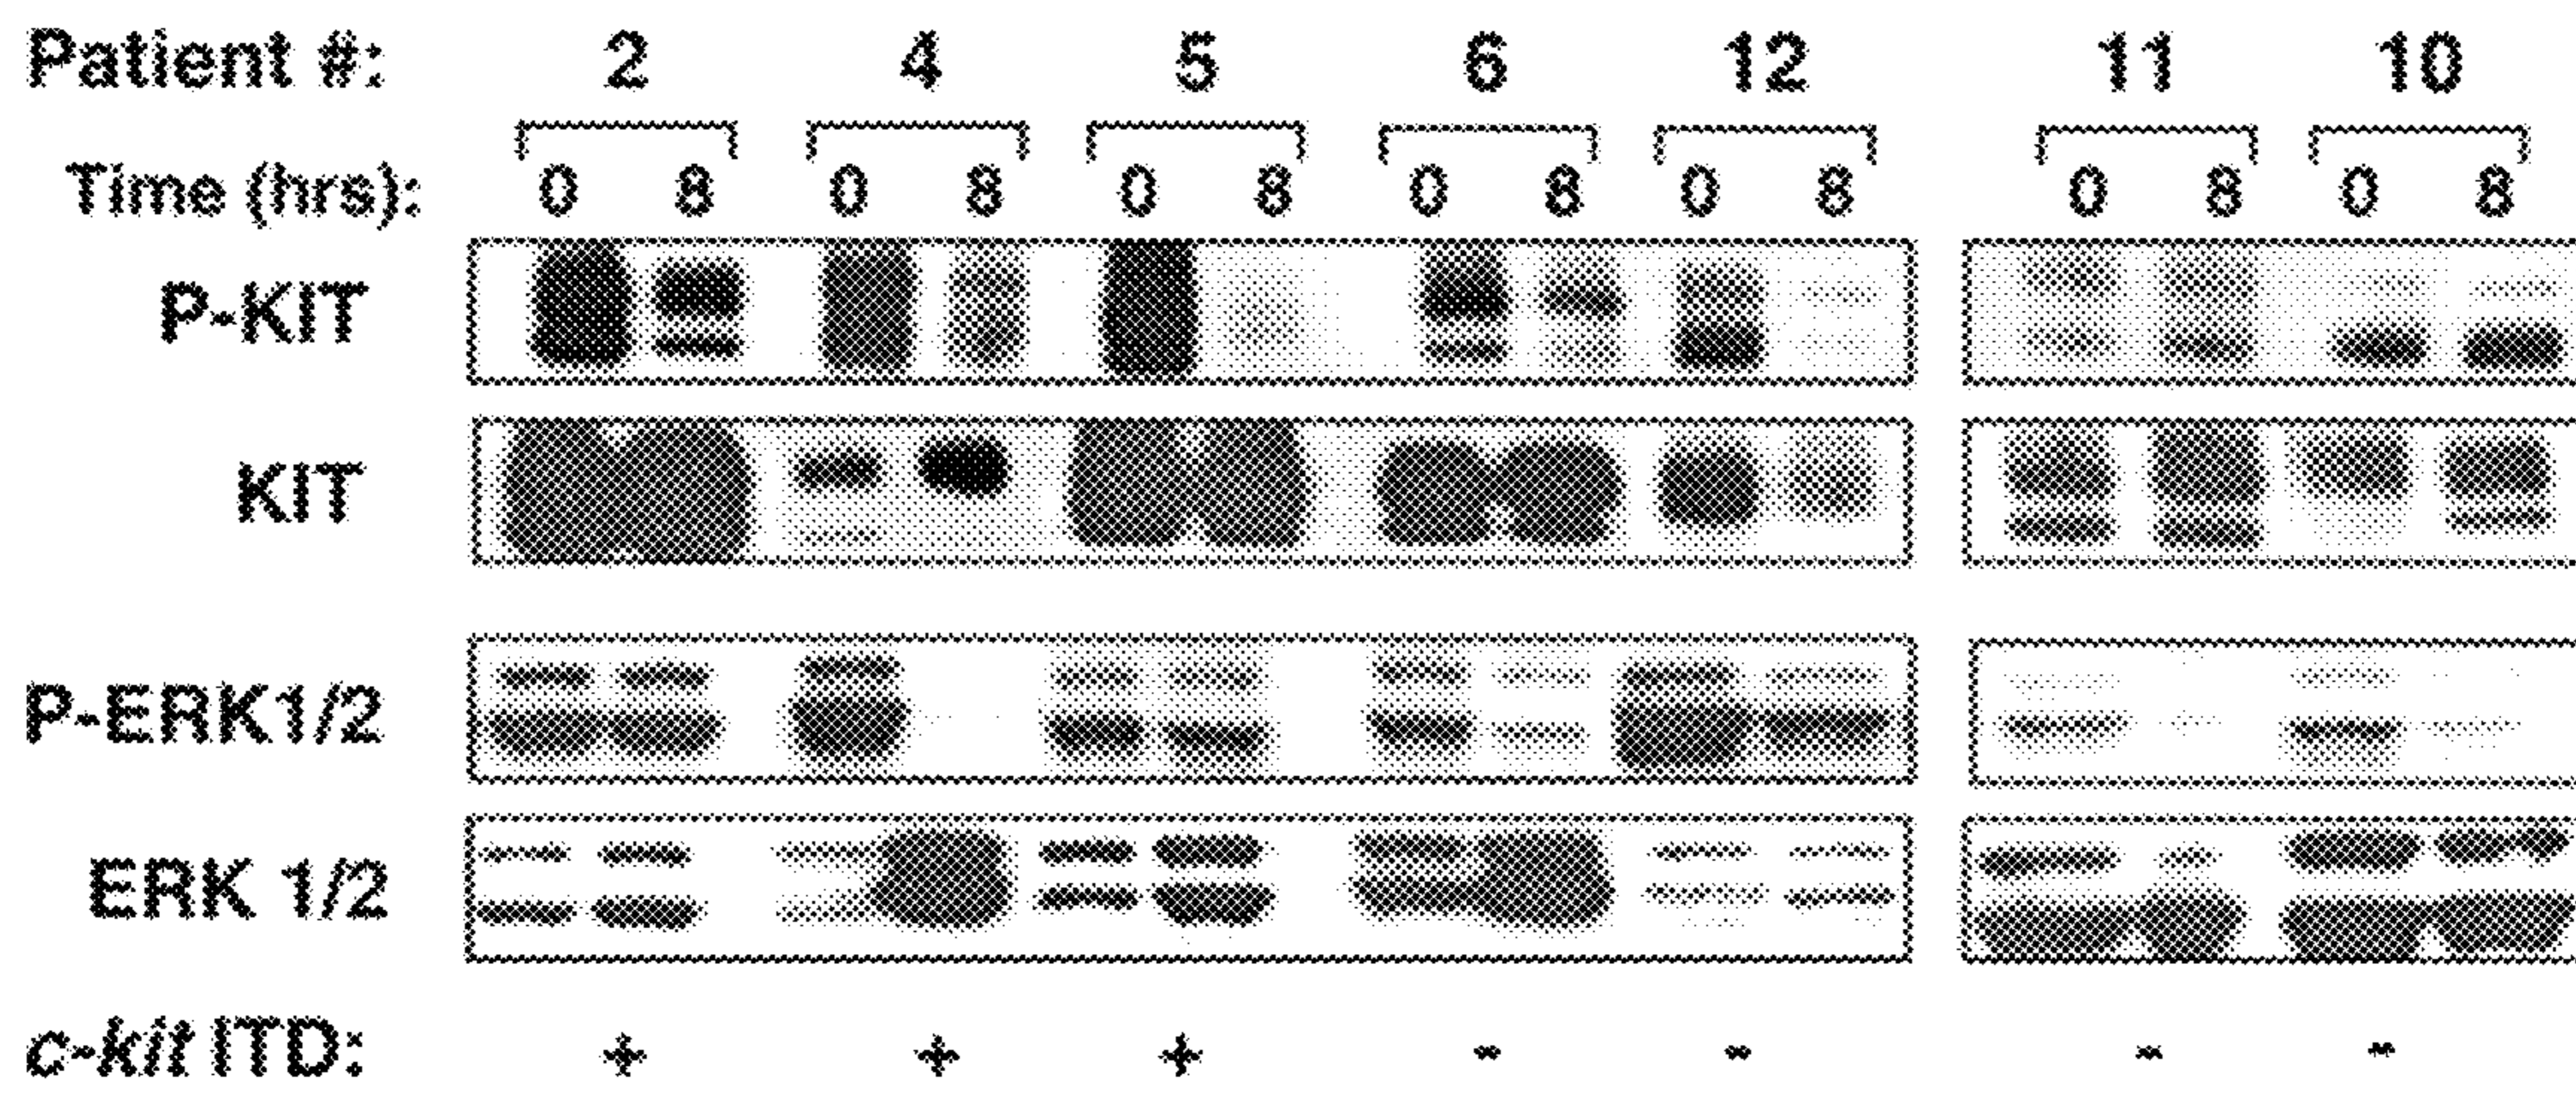 Patient #: 2 4 5 6 12 11 10
Time (hrs): 0 8 0 8 0 8 0 8 0 8 0 8 0 8
P-KIT
KIT
P-ERK1/2
ERK 1/2
c-kit ITD: + + + - - - -